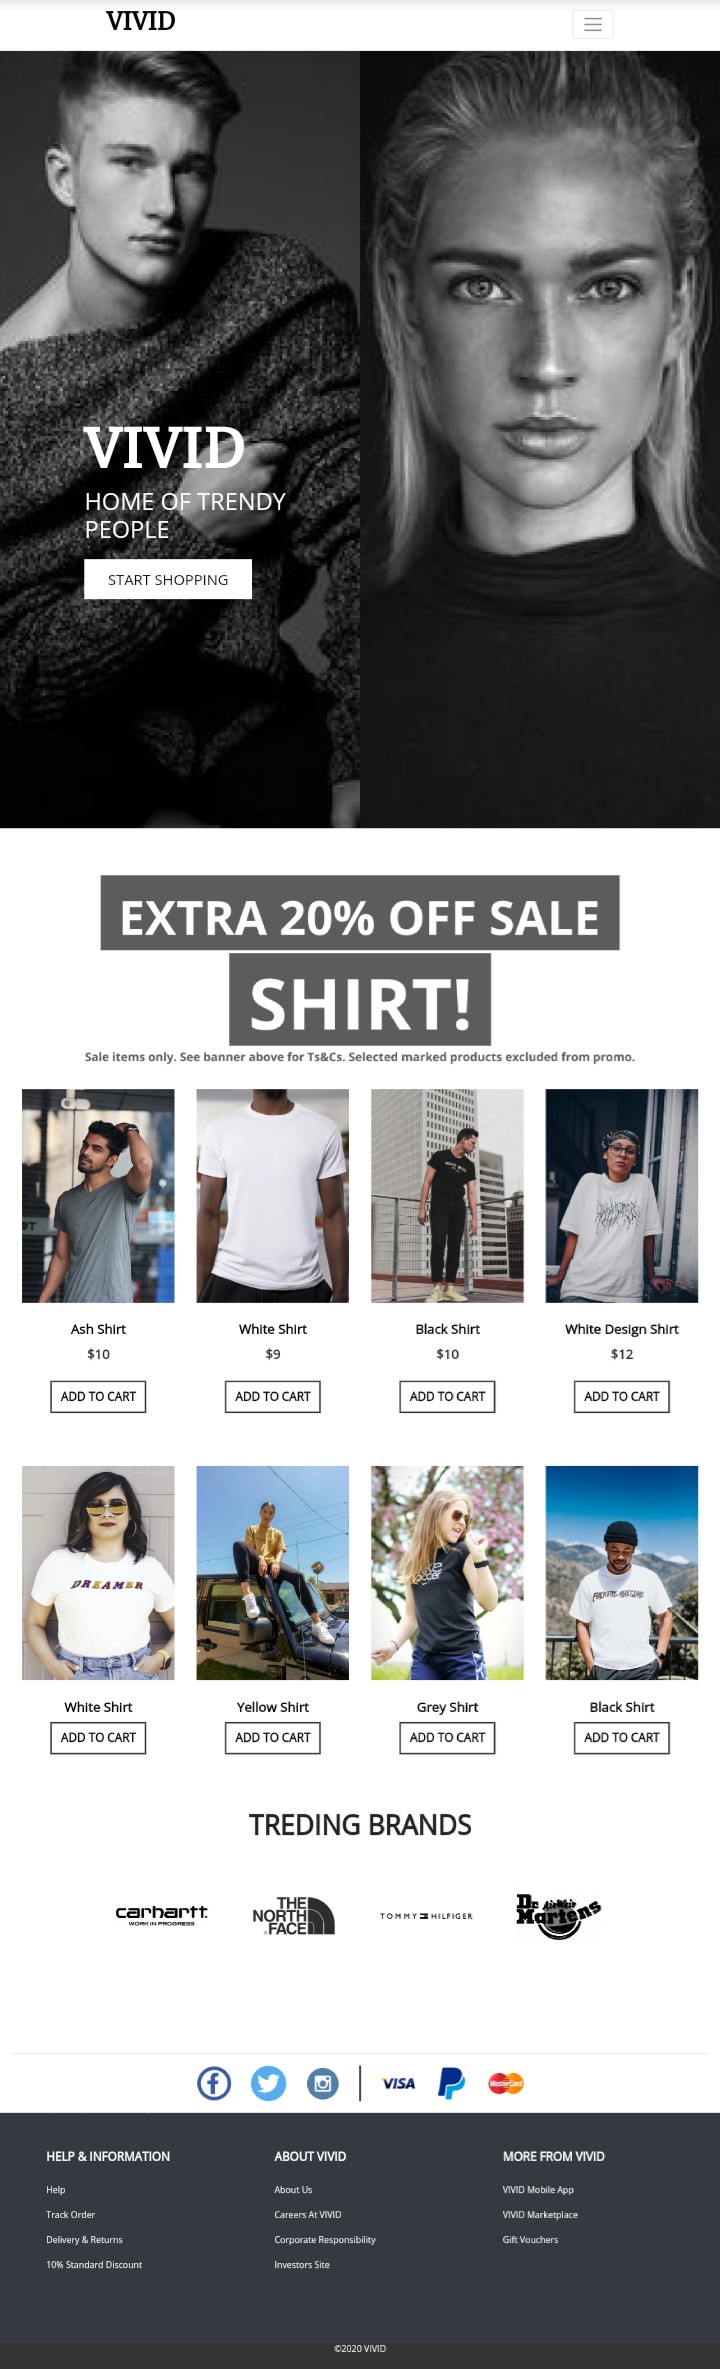 VIVID
VIVID
HOME OF TRENDY
PEOPLE
START SHOPPING
EXTRA 20% OFF SALE
SHIRT!
Sale items only. See banner above for Ts&Cs. Selected marked products excluded from promo.
Ash Shirt
White Shirt
Black Shirt
White Design Shirt
$10
$9
$10
$12
ADD TO CART
ADD TO CART
ADD TO CART
ADD TO CART
DREAMER
White Shirt
Yellow Shirt
Grey Shirt
Black Shirt
ADD TO CART
ADD TO CART
ADD TO CART
ADD TO CART
TREDING BRANDS
carhartt
WORK IN PROGRESS
THE
NORTH
FACE
TOMMY HILFIGER
Dr. AirWair
Martens
VISA
MasterCard
HELP & INFORMATION
Help
Track Order
Delivery & Returns
10% Standard Discount
ABOUT VIVID
About Us
Careers At VIVID
Corporate Responsibility
Investors Site
MORE FROM VIVID
VIVID Mobile App
VIVID Marketplace
Gift Vouchers
©2020 VIVID